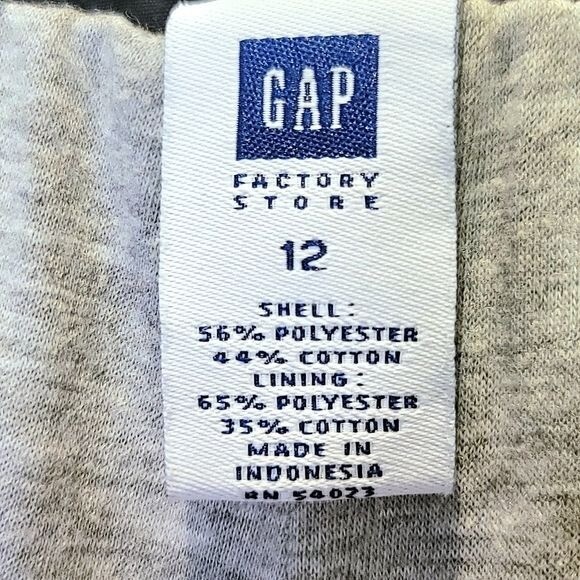 GAP
FACTORY
STORE
12
SHELL:
56% POLYESTER
44% COTTON
LINING:
65% POLYESTER
35% COTTON
MADE IN
INDONESIA
RN 54023